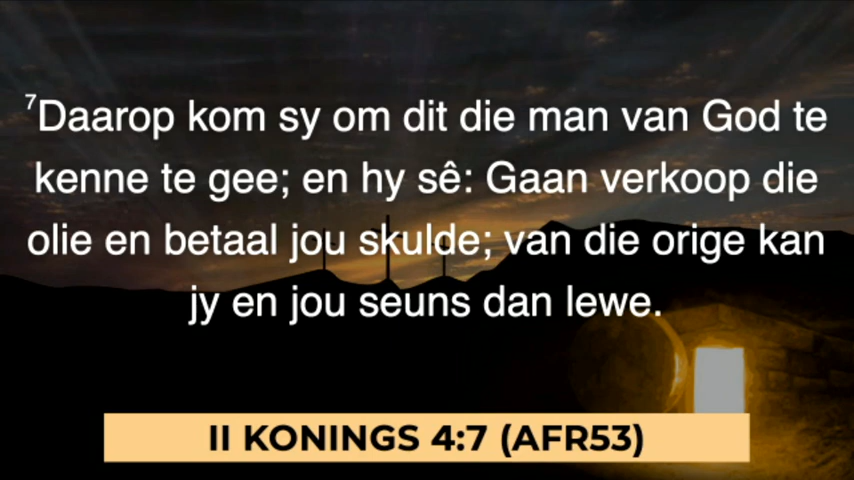 ⁷Daarop kom sy om dit die man van God te
kenne te gee; en hy sê: Gaan verkoop die
olie en betaal jou skulde; van die orige kan
jy en jou seuns dan lewe.
II KONINGS 4:7 (AFR53)